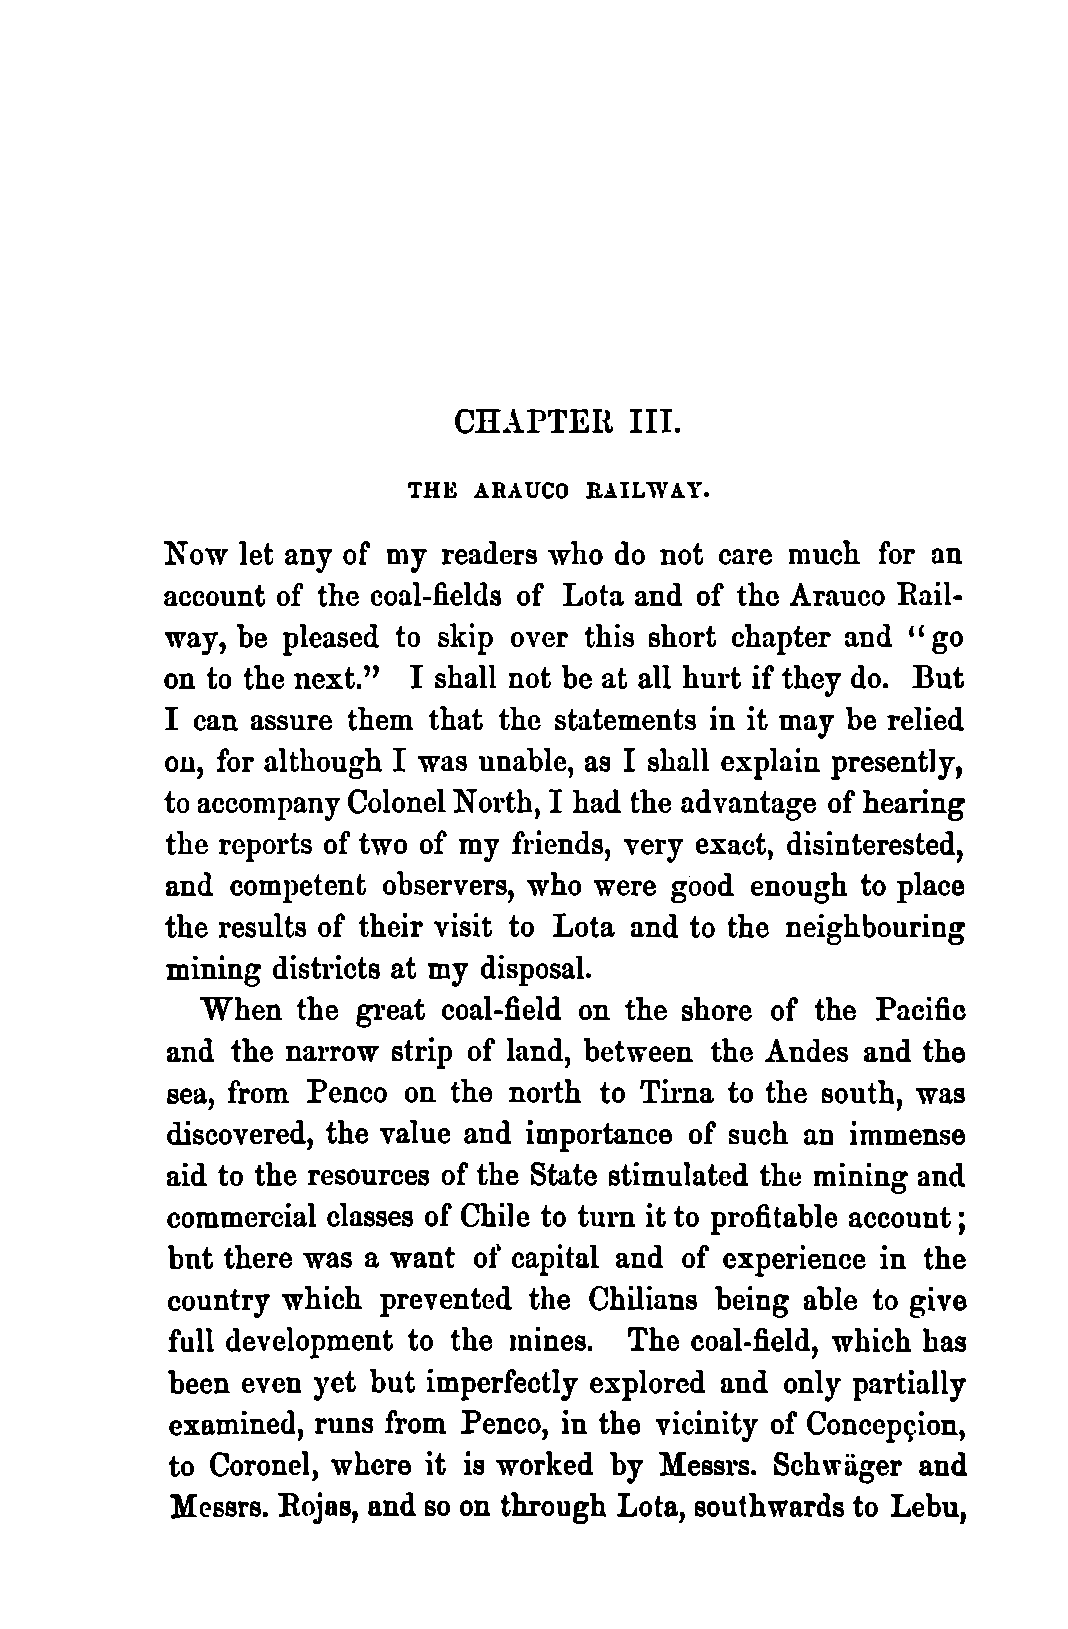 CHAPTER III.
THE ARAUCO RAILWAY.
Now let any of my readers who do not care much for an
account of the coal-fields of Lota and of the Arauco Rail-
way, be pleased to skip over this short chapter and “go
on to the next.” I shall not be at all hurt if they do. But
I can assure them that the statements in it may be relied
on, for although I was unable, as I shall explain presently,
to accompany Colonel North, I had the advantage of hearing
the reports of two of my friends, very exact, disinterested,
and competent observers, who were good enough to place
the results of their visit to Lota and to the neighbouring
mining districts at my disposal.
When the great coal-field on the shore of the Pacific
and the narrow strip of land, between the Andes and the
sea, from Penco on the north to Tirna to the south, was
discovered, the value and importance of such an immense
aid to the resources of the State stimulated the mining and
commercial classes of Chile to turn it to profitable account;
bnt there was a want of capital and of experience in the
country which prevented the Chilians being able to give
full development to the mines. The coal-field, which has
been even yet but imperfectly explored and only partially
examined, runs from Penco, in the vicinity of Concepçion,
to Coronel, where it is worked by Messrs. Schwäger and
Messrs. Rojas, and so on through Lota, southwards to Lebu,